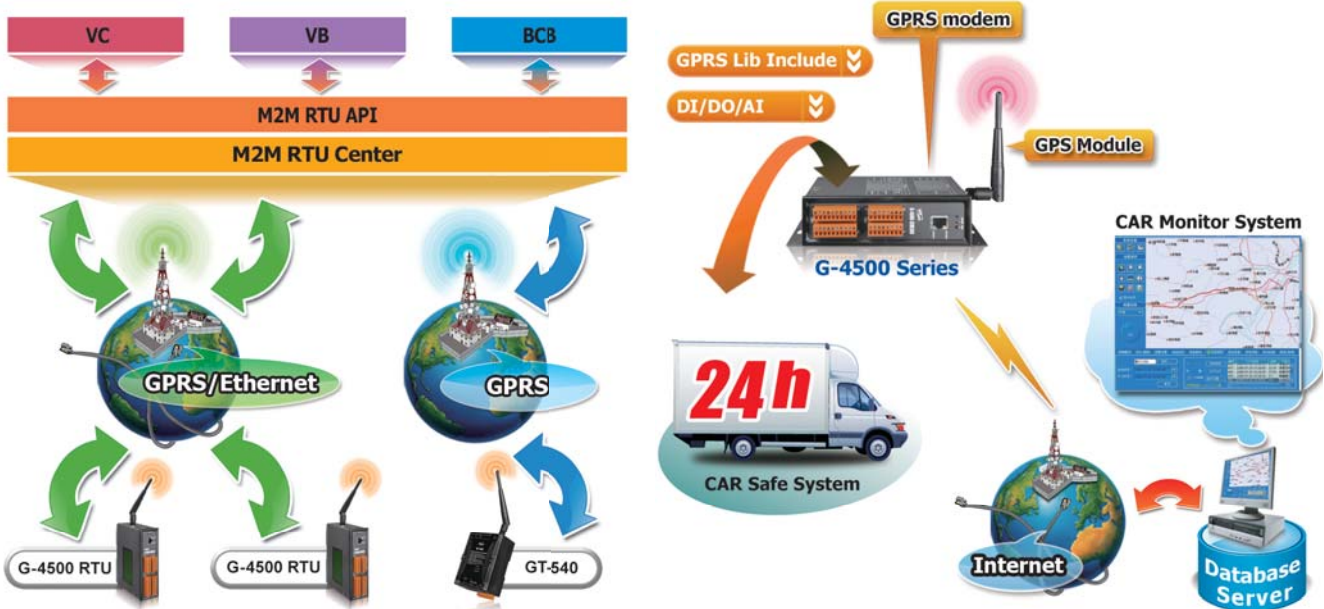 VC
VB
BCB
M2M RTU API
M2M RTU Center
GPRS/Ethernet
GPRS
G-4500 RTU
G-4500 RTU
GT-540
GPRS modem
GPRS Lib Include
DI/DO/AI
GPS Module
G-4500 Series
CAR Monitor System
24h
CAR Safe System
Internet
Database
Server